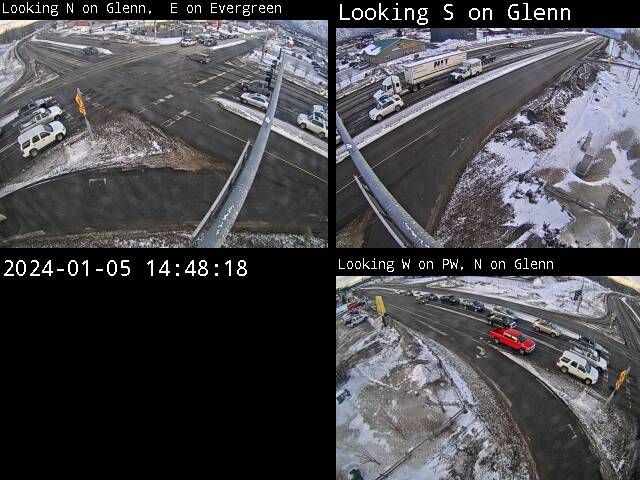 Looking N on Glenn,  E on Evergreen
Looking S on Glenn
2024-01-05 14:48:18
Looking W on PW, N on Glenn